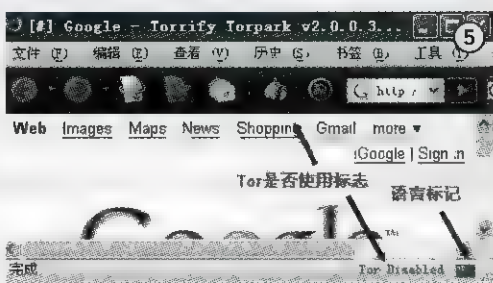 [#] Google - Torrify Torpark v2.0.0.3...
⑤
文件 (F) 编辑 (E) 查看 (V) 历史 (S) 书签 (B) 工具
http:/
Web Images Maps News Shopping Gmail more ▼
iGoogle | Sign in
Tor是否使用标志
语言标记
Google™
完成
Tor Disabled